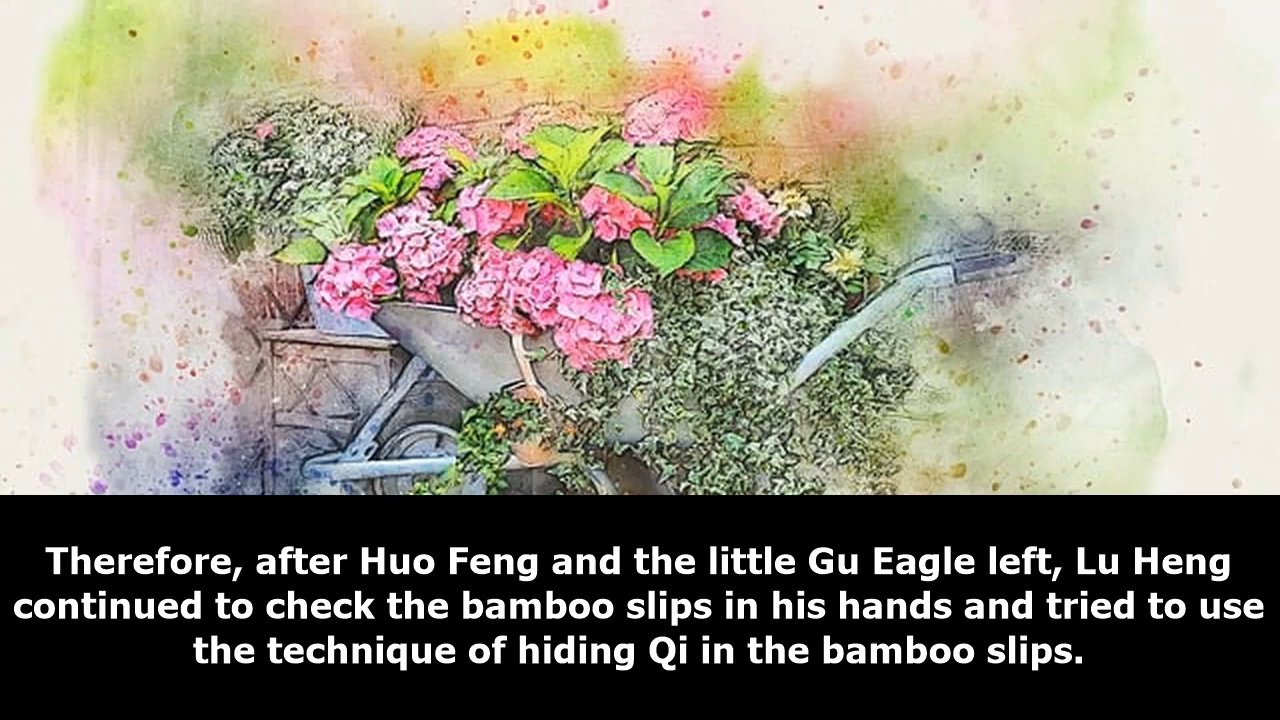 Therefore, after Huo Feng and the little Gu Eagle left, Lu Heng
continued to check the bamboo slips in his hands and tried to use
the technique of hiding Qi in the bamboo slips.